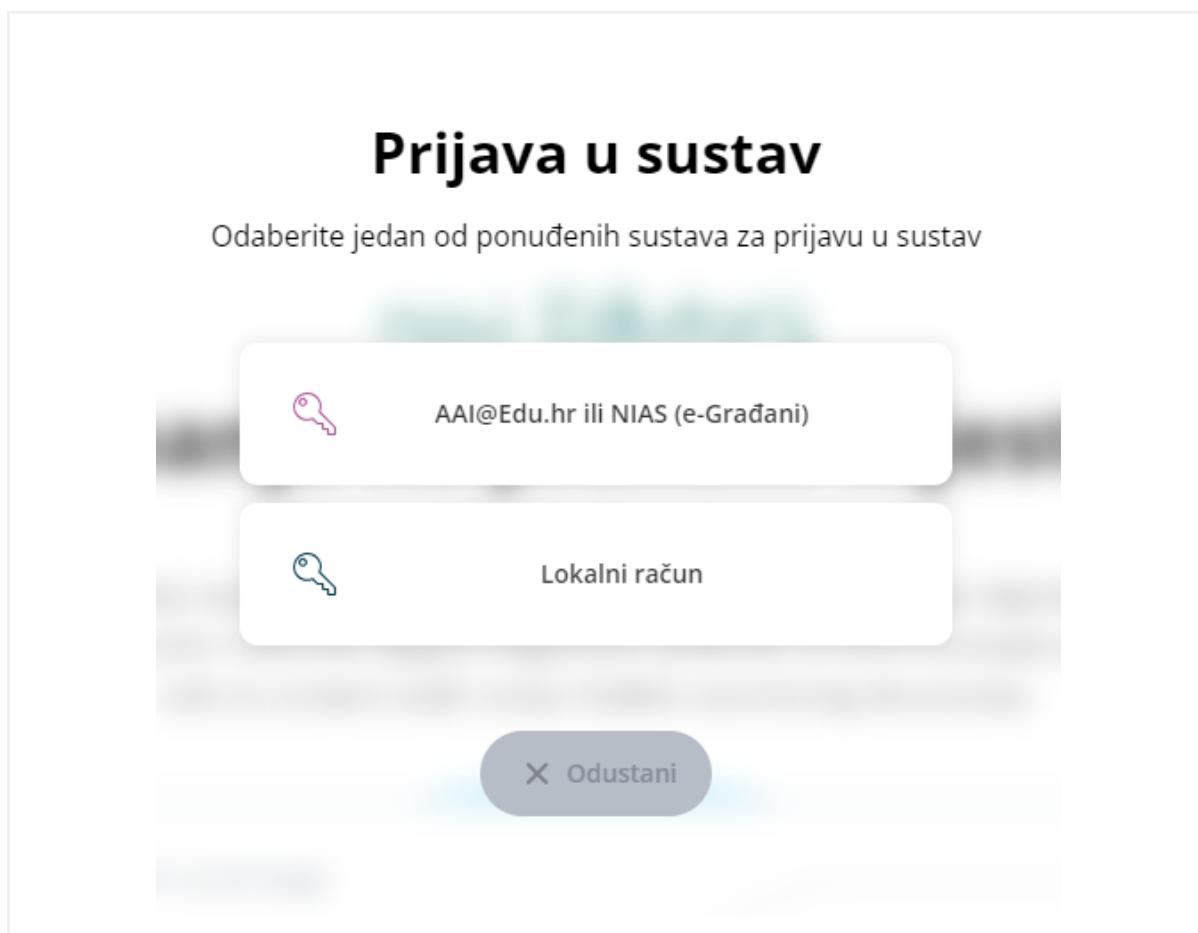 Prijava u sustav
Odaberite jedan od ponuđenih sustava za prijavu u sustav
AAI@Edu.hr ili NIAS (e-Građani)
Lokalni račun
Odustani